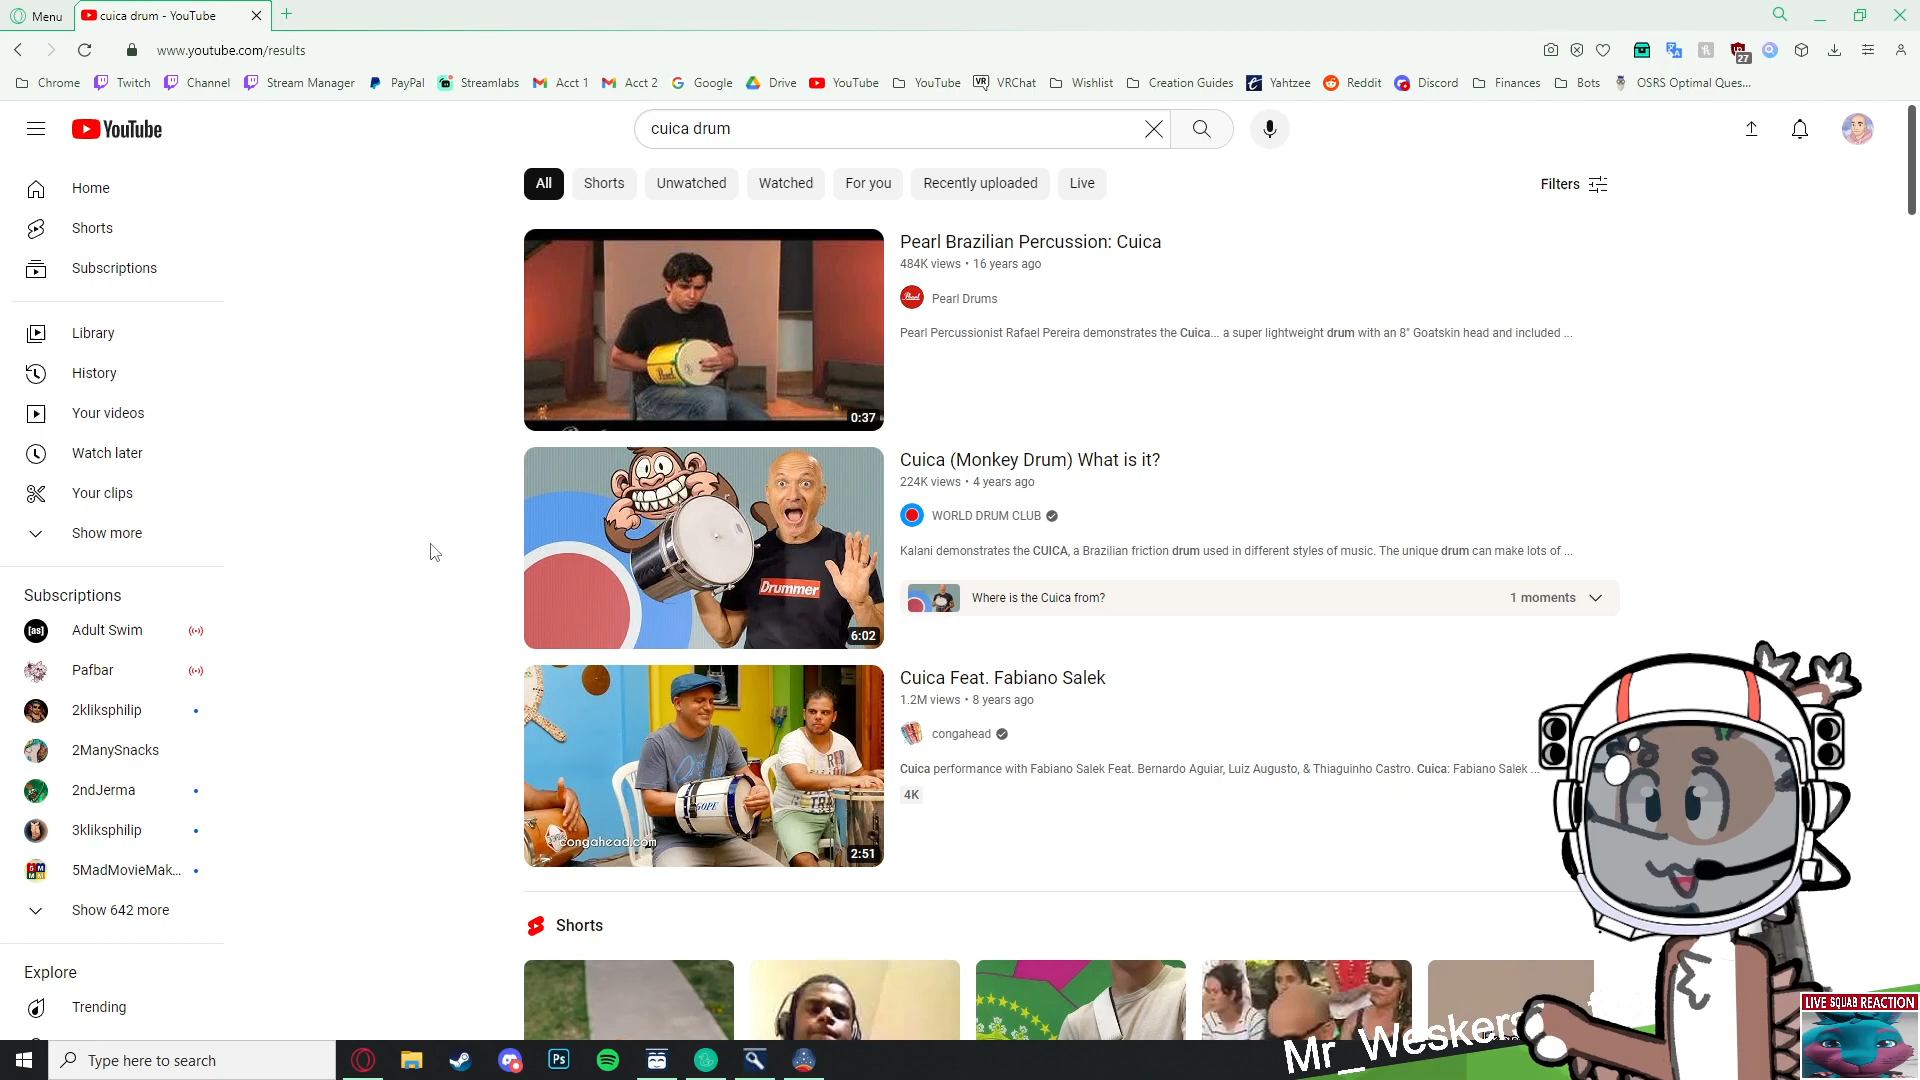 Menu
cuica drum - YouTube
www.youtube.com/results
27
Chrome
Twitch
Channel
Stream Manager
PayPal
Streamlabs
Acct 1
Acct 2
Google
Drive
YouTube
YouTube
VRChat
Wishlist
Creation Guides
Yahtzee
Reddit
Discord
Finances
Bots
OSRS Optimal Ques...
YouTube
cuica drum
All
Shorts
Unwatched
Watched
For you
Recently uploaded
Live
Filters
Home
Shorts
Subscriptions
Library
History
Your videos
Watch later
Your clips
Show more
Subscriptions
[as] Adult Swim
Pafbar
2kliksphilip
2ManySnacks
2ndJerma
3kliksphilip
5MadMovieMak...
Show 642 more
Explore
Trending
Pearl
0:37
Pearl Brazilian Percussion: Cuica
484K views • 16 years ago
Pearl Drums
Pearl Percussionist Rafael Pereira demonstrates the Cuica... a super lightweight drum with an 8" Goatskin head and included ...
Drummer
6:02
Cuica (Monkey Drum) What is it?
224K views • 4 years ago
WORLD DRUM CLUB
Kalani demonstrates the CUICA, a Brazilian friction drum used in different styles of music. The unique drum can make lots of ...
Where is the Cuica from?
1 moments
GOPE
congahead.com
2:51
Cuica Feat. Fabiano Salek
1.2M views • 8 years ago
congahead
Cuica performance with Fabiano Salek Feat. Bernardo Aguiar, Luiz Augusto, & Thiaguinho Castro. Cuica: Fabiano Salek ...
4K
Shorts
LIVE SQUAB REACTION
Mr_Weskers
Type here to search
Ps